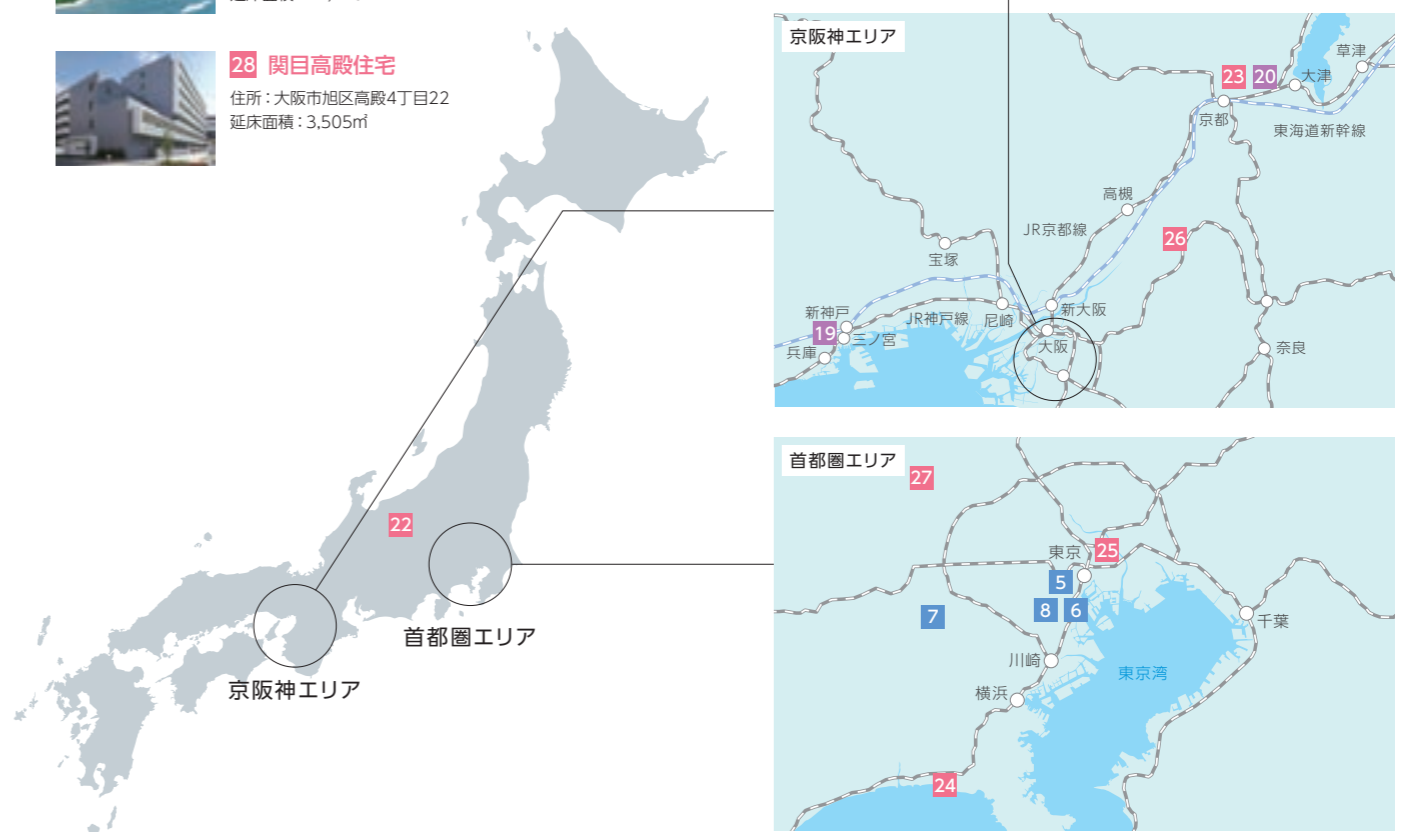 28 関目高殿住宅
住所：大阪市旭区高殿4丁目22
延床面積：3,505㎡
22
首都圏エリア
京阪神エリア
京阪神エリア
草津
23 20
大津
京都
東海道新幹線
高槻
JR京都線
26
宝塚
新神戸
JR神戸線
尼崎
新大阪
19
三ノ宮
大阪
兵庫
奈良
首都圏エリア
27
東京
25
5
7
8 6
千葉
川崎
東京湾
横浜
24